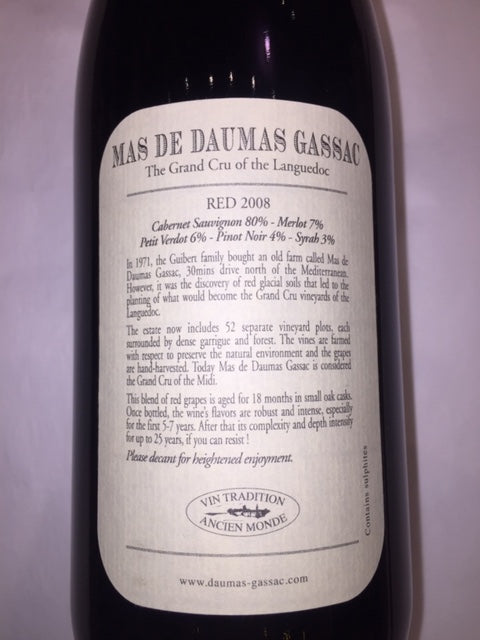 MAS DE DAUMAS GASSAC
The Grand Cru of the Languedoc
RED 2008
Cabernet Sauvignon 80% - Merlot 7%
Petit Verdot 6% - Pinot Noir 4% - Syrah 3%
In 1971, the Guibert family bought an old farm called Mas de
Daumas Gassac, 30mins drive north of the Mediterranean.
However, it was the discovery of red glacial soils that led to the
planting of what would become the Grand Cru vineyards of the
Languedoc.
The estate now includes 52 separate vineyard plots, each
surrounded by dense garrigue and forest. The vines are farmed
with respect to preserve the natural environment and the grapes
are hand-harvested. Today Mas de Daumas Gassac is considered
the Grand Cru of the Midi.
This blend of red grapes is aged for 18 months in small oak casks.
Once bottled, the wine's flavors are robust and intense, especially
for the first 5-7 years. After that its complexity and depth intensify
for up to 25 years, if you can resist !
Please decant for heightened enjoyment.
VIN TRADITION
ANCIEN MONDE
Contains sulphites
www.daumas-gassac.com